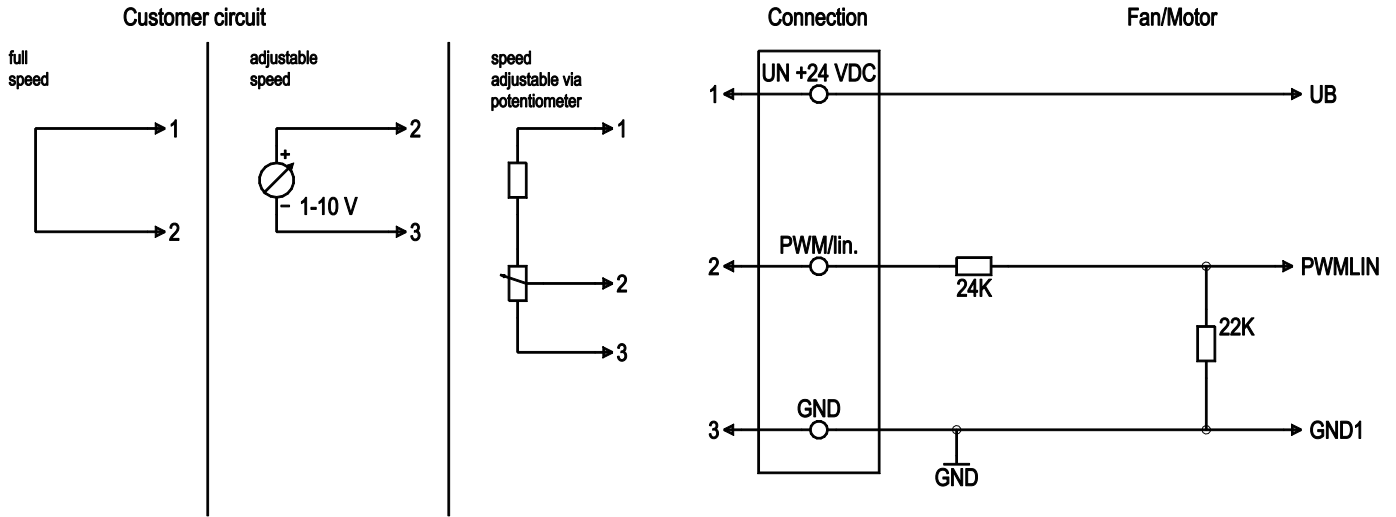 Customer circuit
full
speed
1
2
adjustable
speed
2
+
–
1-10 V
3
speed
adjustable via
potentiometer
1
2
3
Connection
Fan/Motor
UN +24 VDC
1
UB
PWM/lin.
2
24K
PWMLIN
22K
GND
3
GND1
GND